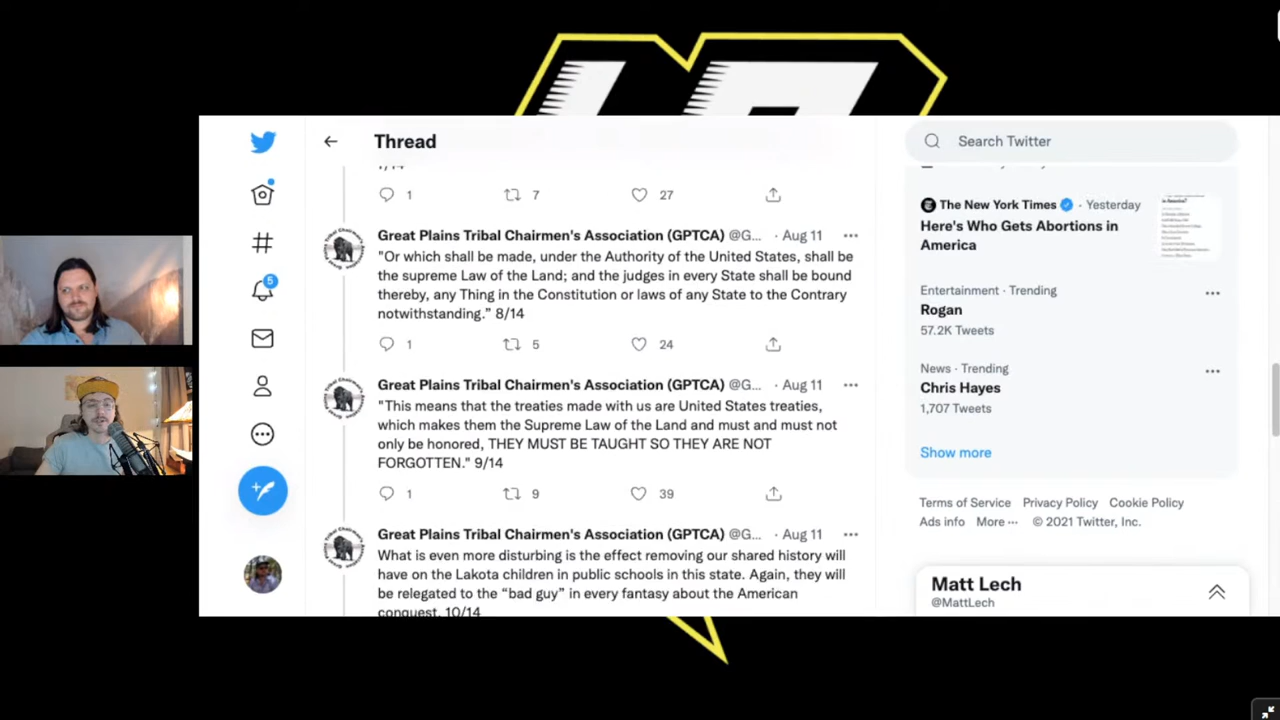 Thread
Search Twitter
1 7 27
The New York Times · Yesterday
Here's Who Gets Abortions in
America
Great Plains Tribal Chairmen's Association (GPTCA) @G... · Aug 11
"Or which shall be made, under the Authority of the United States, shall be
the supreme Law of the Land; and the judges in every State shall be bound
thereby, any Thing in the Constitution or laws of any State to the Contrary
notwithstanding." 8/14
1 5 24
Entertainment · Trending
Rogan
57.2K Tweets
5
News · Trending
Chris Hayes
1,707 Tweets
Great Plains Tribal Chairmen's Association (GPTCA) @G... · Aug 11
"This means that the treaties made with us are United States treaties,
which makes them the Supreme Law of the Land and must and must not
only be honored, THEY MUST BE TAUGHT SO THEY ARE NOT
FORGOTTEN." 9/14
1 9 39
Show more
Terms of Service Privacy Policy Cookie Policy
Ads info More ··· © 2021 Twitter, Inc.
Great Plains Tribal Chairmen's Association (GPTCA) @G... · Aug 11
What is even more disturbing is the effect removing our shared history will
have on the Lakota children in public schools in this state. Again, they will
be relegated to the “bad guy” in every fantasy about the American
conquest. 10/14
Matt Lech
@MattLech